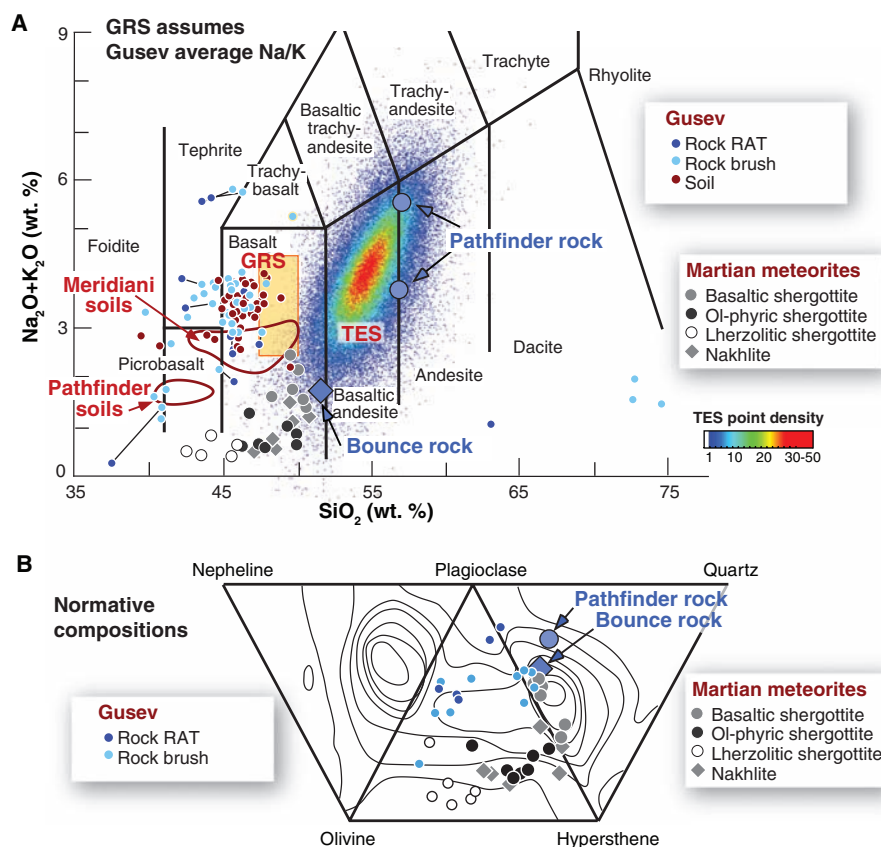 A
GRS assumes
Gusev average Na/K
9
6
3
0
Na2O+K2O (wt. %)
35
45
55
65
75
SiO2 (wt. %)
Foidite
Tephrite
Trachy-
basalt
Basaltic
trachy-
andesite
Trachy-
andesite
Trachyte
Rhyolite
Basalt
GRS
TES
Meridiani
soils
Pathfinder
soils
Picrobasalt
Basaltic
andesite
Andesite
Dacite
Pathfinder rock
Bounce rock
Gusev
Rock RAT
Rock brush
Soil
Martian meteorites
Basaltic shergottite
Ol-phyric shergottite
Lherzolitic shergottite
Nakhlite
TES point density
1 10 20 30-50
B
Normative
compositions
Nepheline
Plagioclase
Quartz
Pathfinder rock
Bounce rock
Olivine
Hypersthene
Gusev
Rock RAT
Rock brush
Martian meteorites
Basaltic shergottite
Ol-phyric shergottite
Lherzolitic shergottite
Nakhlite